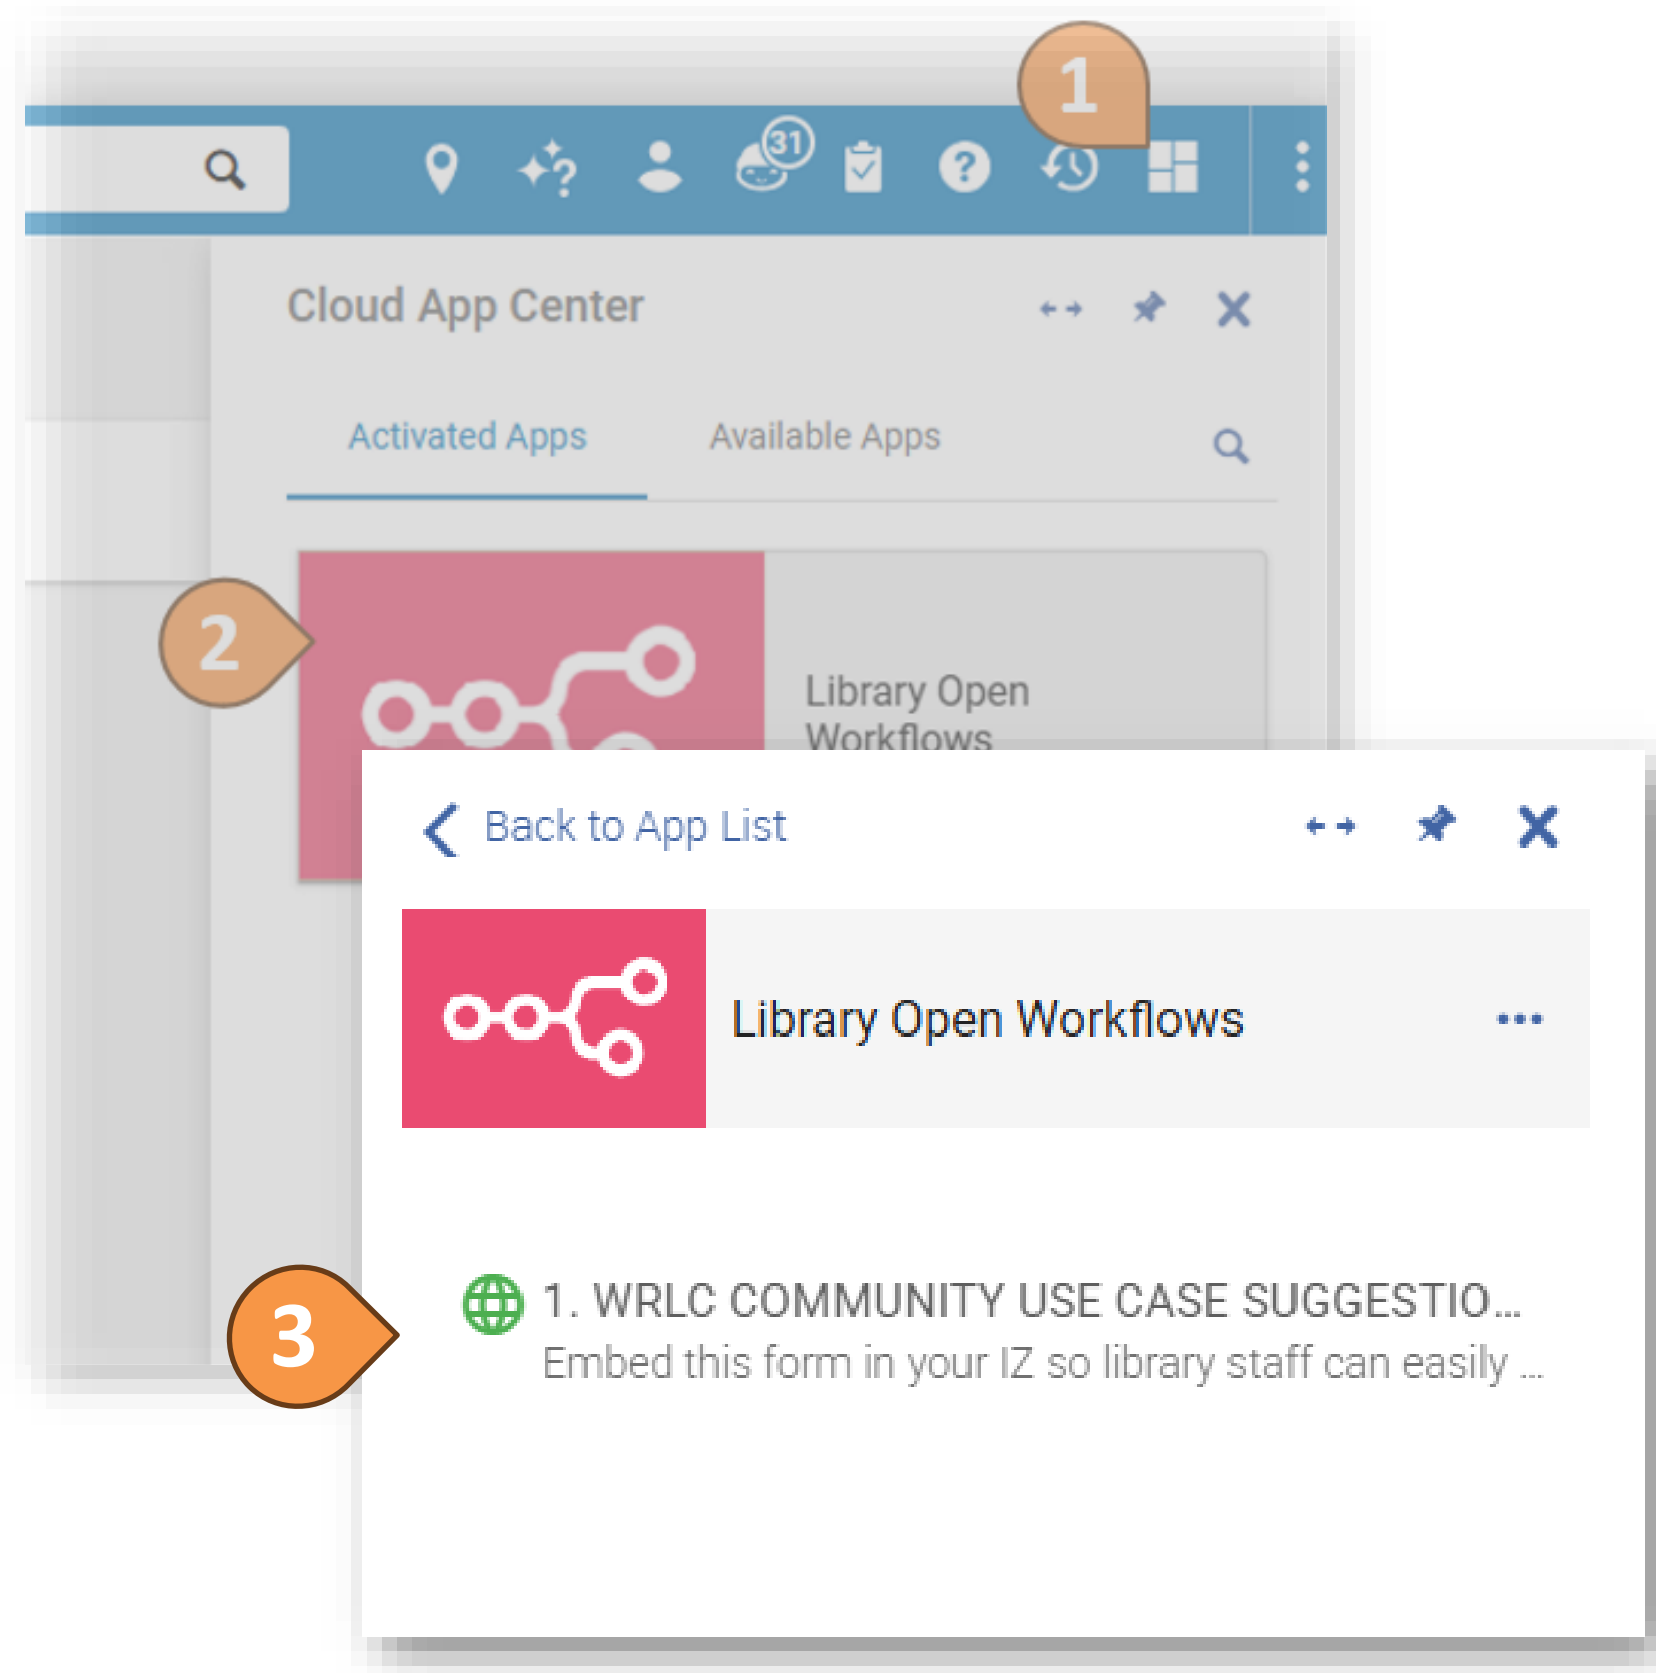 1
31
?
?
Cloud App Center
Activated Apps
Available Apps
2
Library Open
Workflows
Back to App List
Library Open Workflows
3
1. WRLC COMMUNITY USE CASE SUGGESTIO...
Embed this form in your IZ so library staff can easily ...